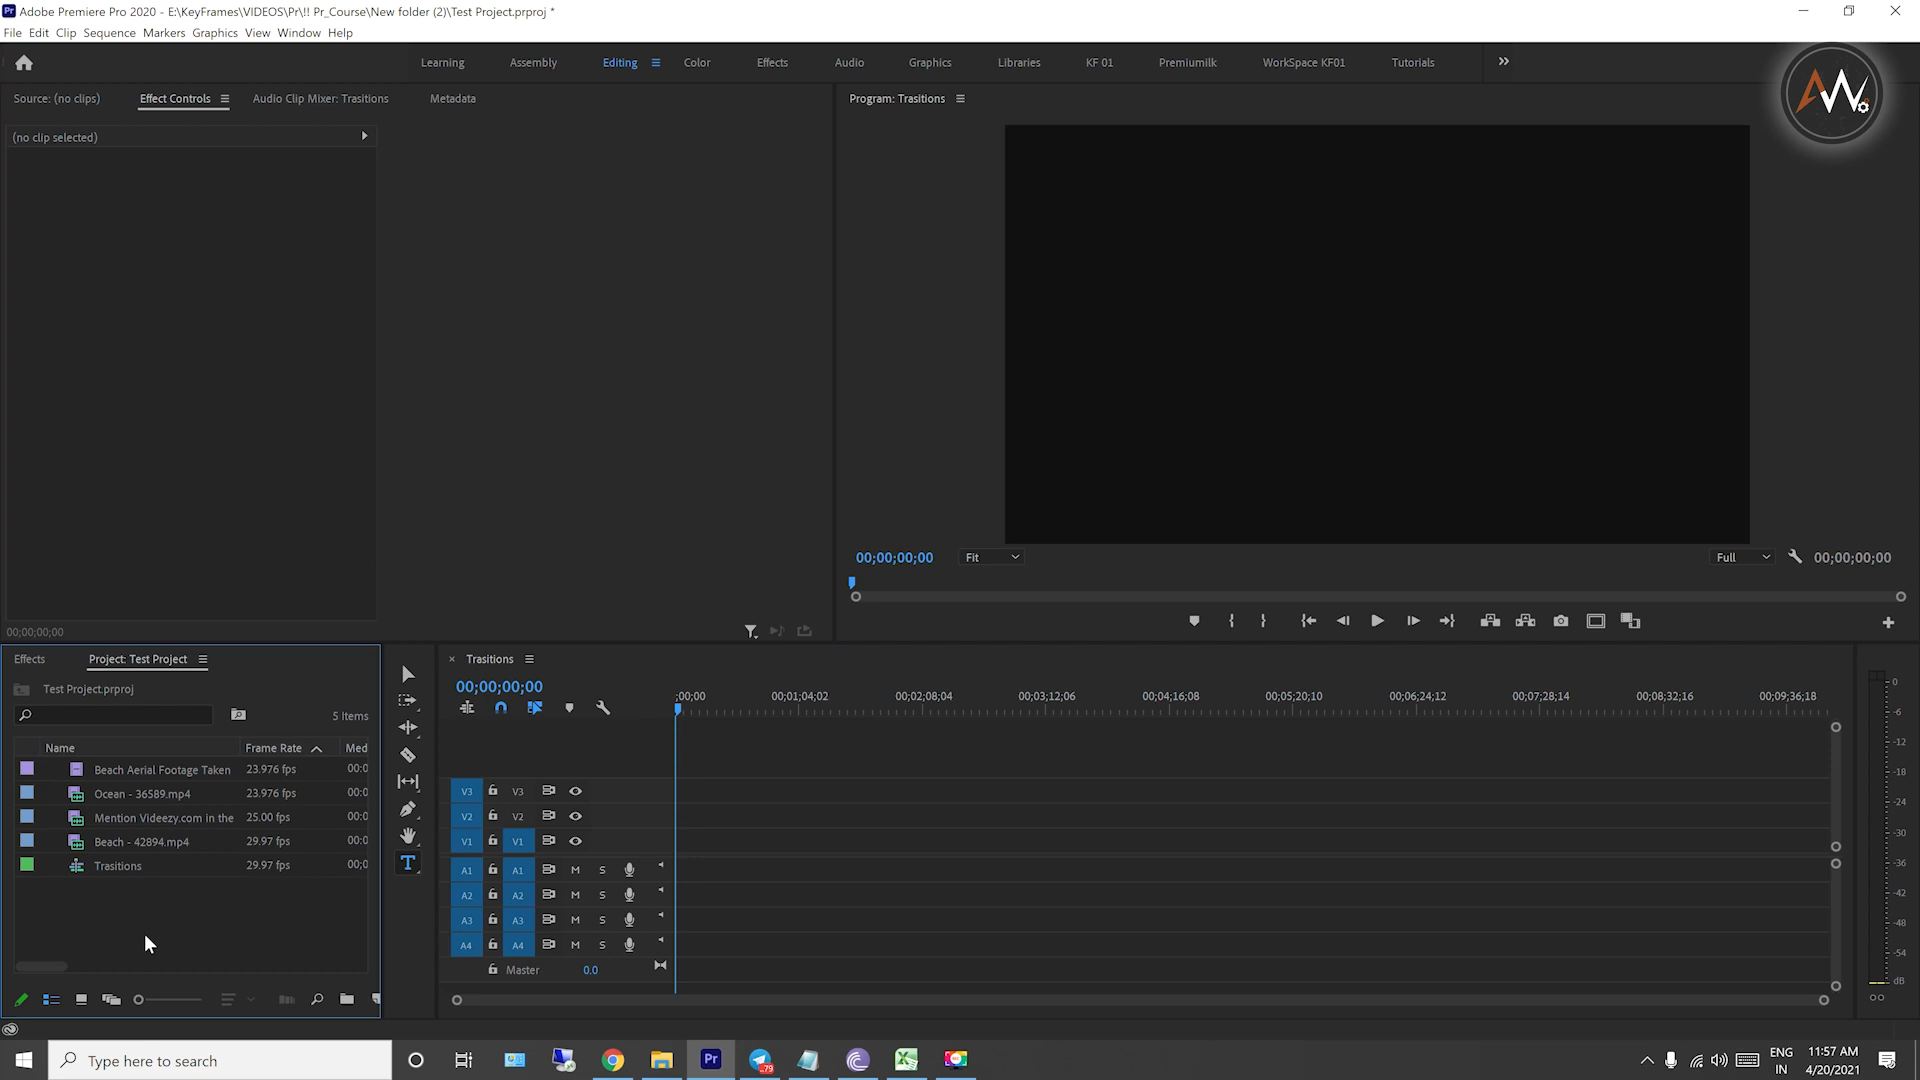 Adobe Premiere Pro 2020 - E:\KeyFrames\VIDEOS\Pr\!! Pr_Course\New folder (2)\Test Project.prproj *
File Edit Clip Sequence Markers Graphics View Window Help
Learning Assembly Editing Color Effects Audio Graphics Libraries KF 01 Premiumilk WorkSpace KF01 Tutorials
AW
Source: (no clips) Effect Controls Audio Clip Mixer: Trasitions Metadata
Program: Trasitions
(no clip selected)
00;00;00;00 Fit Full 00;00;00;00
00;00;00;00
Effects Project: Test Project
Test Project.prproj
5 Items
Name Frame Rate Med
Beach Aerial Footage Taken 23.976 fps 00:0
Ocean - 36589.mp4 23.976 fps 00:0
Mention Videezy.com in the 25.00 fps 00:0
Beach - 42894.mp4 29.97 fps 00:0
Trasitions 29.97 fps 00;0
Trasitions
00;00;00;00
;00;00 00;01;04;02 00;02;08;04 00;03;12;06 00;04;16;08 00;05;20;10 00;06;24;12 00;07;28;14 00;08;32;16 00;09;36;18
V3 V3
V2 V2
V1 V1
A1 A1 M S
A2 A2 M S
A3 A3 M S
A4 A4 M S
Master 0.0
0
-6
-12
-18
-24
-30
-36
-42
-48
-54
dB
Type here to search
Pr
79
ENG
IN
11:57 AM
4/20/2021